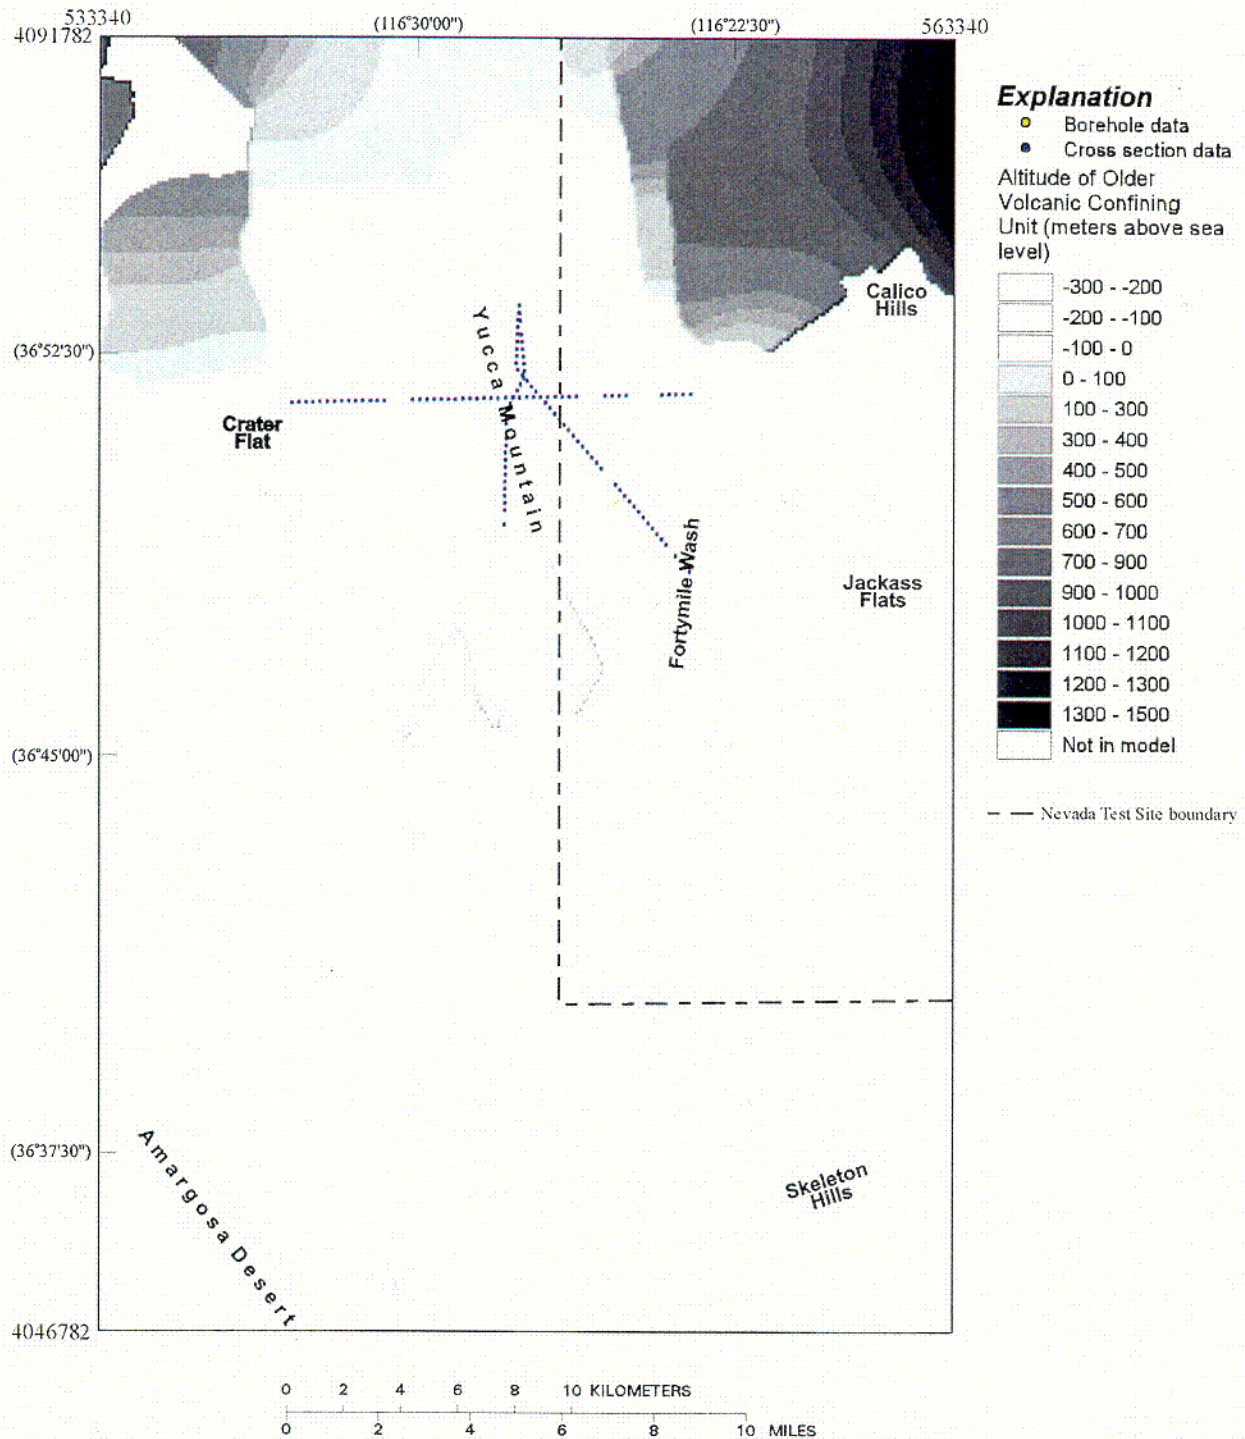 533340
(116°30'00")
(116°22'30")
563340
4091782
Explanation
Borehole data
Cross section data
Altitude of Older
Volcanic Confining
Unit (meters above sea
level)
-300 - -200
-200 - -100
-100 - 0
0 - 100
100 - 300
300 - 400
400 - 500
500 - 600
600 - 700
700 - 900
900 - 1000
1000 - 1100
1100 - 1200
1200 - 1300
1300 - 1500
Not in model
Nevada Test Site boundary
Calico
Hills
(36°52'30")
Yucca Mountain
Crater
Flat
Fortymile Wash
Jackass
Flats
(36°45'00")
(36°37'30")
Amargosa Desert
Skeleton
Hills
4046782
0 2 4 6 8 10 KILOMETERS
0 2 4 6 8 10 MILES